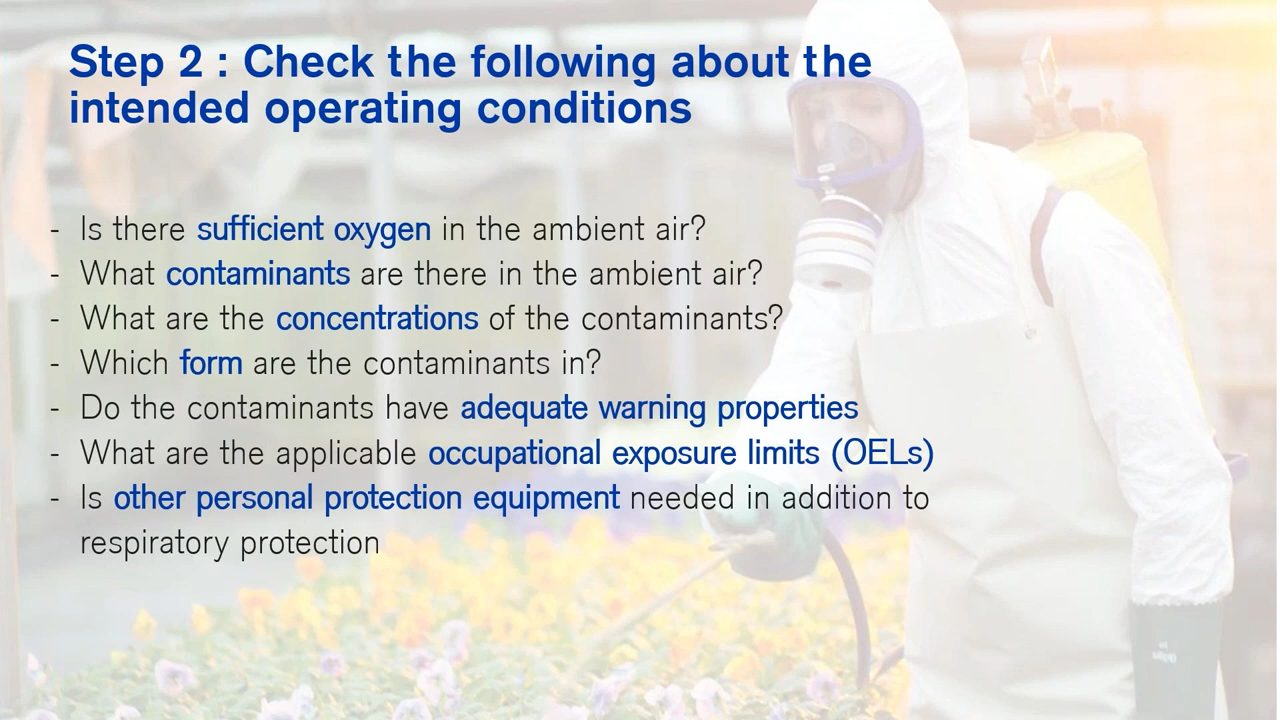 Step 2 : Check the following about the
intended operating conditions
- Is there sufficient oxygen in the ambient air?
- What contaminants are there in the ambient air?
- What are the concentrations of the contaminants?
- Which form are the contaminants in?
- Do the contaminants have adequate warning properties
- What are the applicable occupational exposure limits (OELs)
- Is other personal protection equipment needed in addition to
respiratory protection